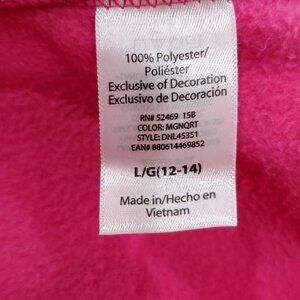 100% Polyester/
Poliéster
Exclusive of Decoration
Exclusivo de Decoración
RN# 52469 15B
COLOR: MGNQRT
STYLE: DNL45351
EAN# 880614469852
L/G(12-14)
Made in/Hecho en
Vietnam